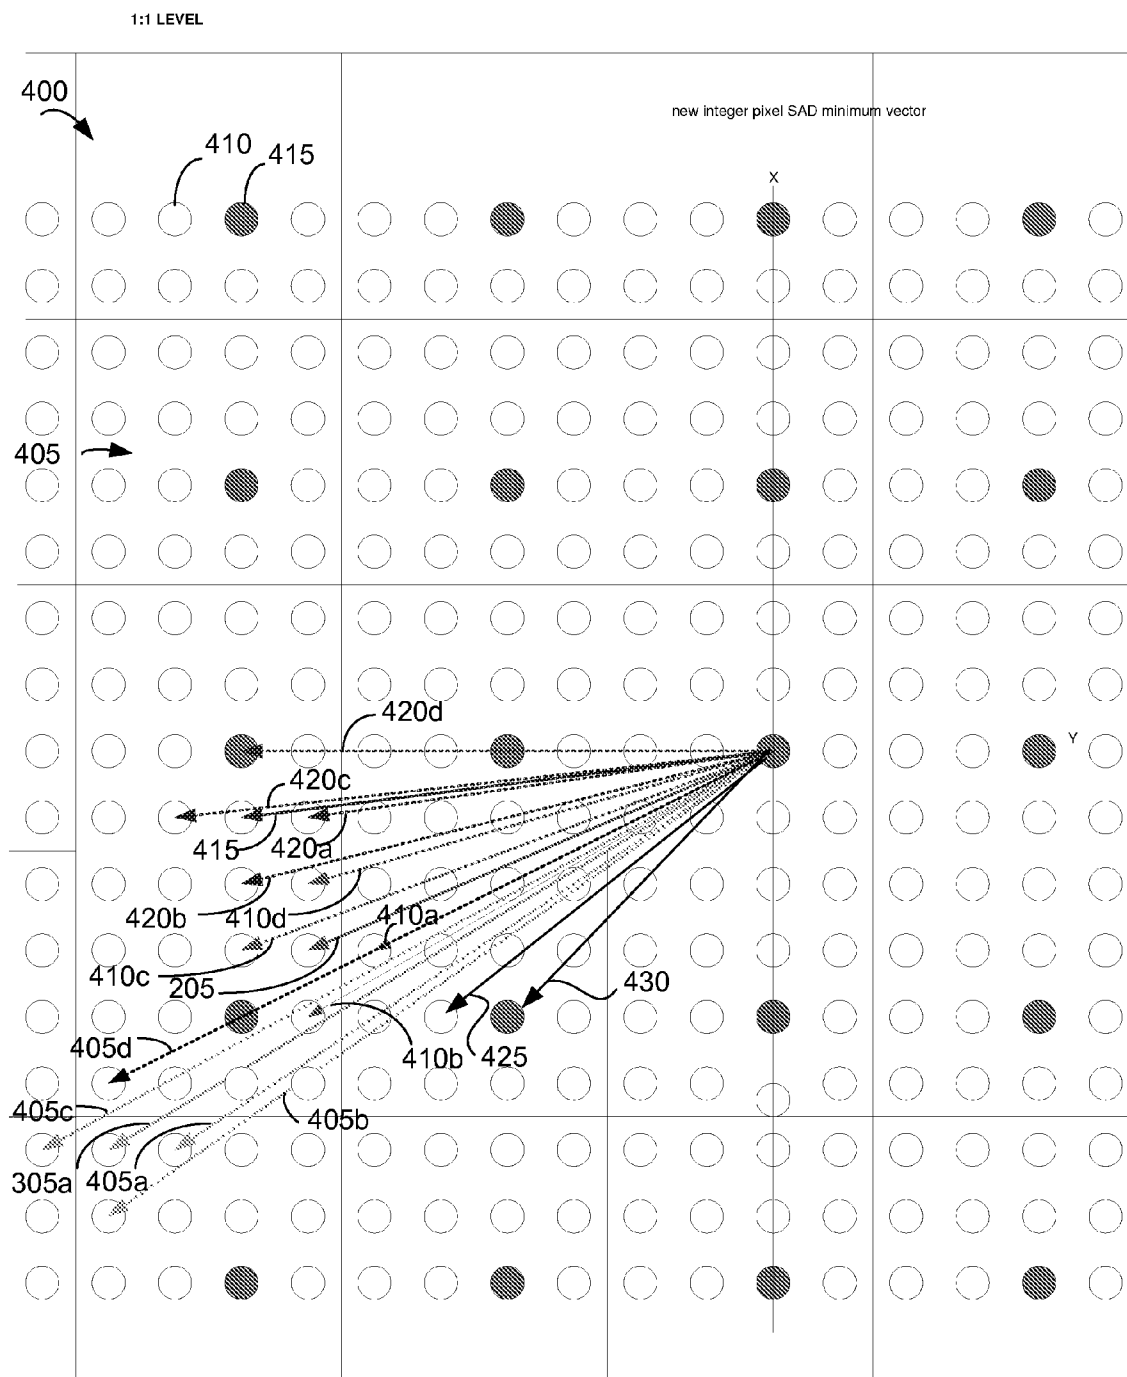 1:1 LEVEL
400
new integer pixel SAD minimum vector
410
415
X
405
420d
Y
420c
415
420a
420b
410d
410a
410c
205
430
405d
410b
425
405c
405b
305a
405a